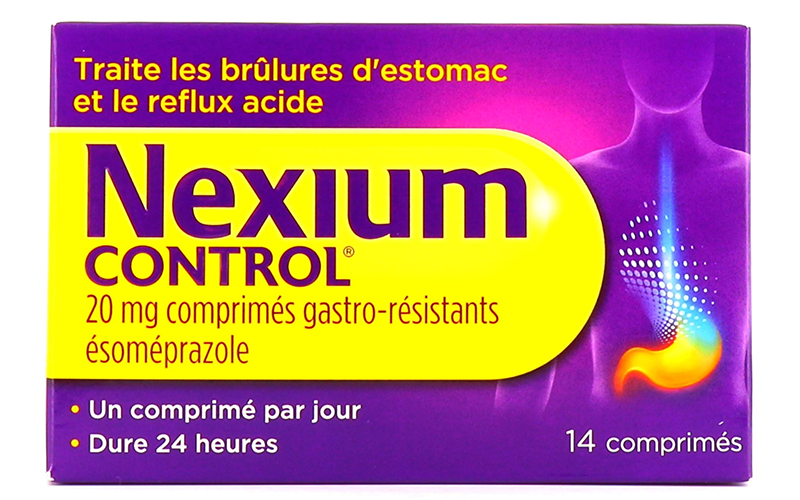 Traite les brûlures d'estomac
et le reflux acide
Nexium
CONTROL®
20 mg comprimés gastro-résistants
ésoméprazole
• Un comprimé par jour
• Dure 24 heures
14 comprimés